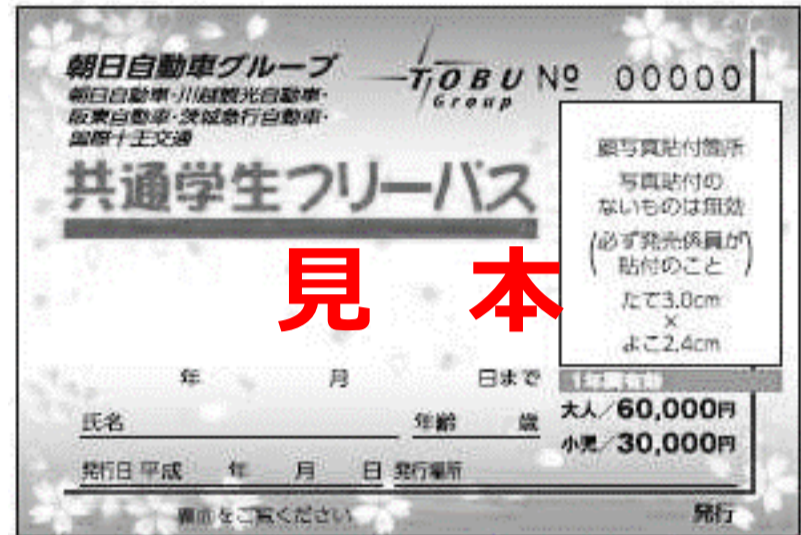 朝日自動車グループ
TOBU Group
Nº 00000
朝日自動車・川越観光自動車・
阪東自動車・茨城急行自動車・
国際十王交通
共通学生フリーパス
顔写真貼付箇所
写真貼付の
ないものは無効
(必ず発売係員が
貼付のこと)
たて3.0cm
×
よこ2.4cm
見 本
年 月 日まで
1年間有効
氏名 年齢 歳
大人/60,000円
小児/30,000円
発行日 平成 年 月 日 発行場所
裏面をご覧ください
発行